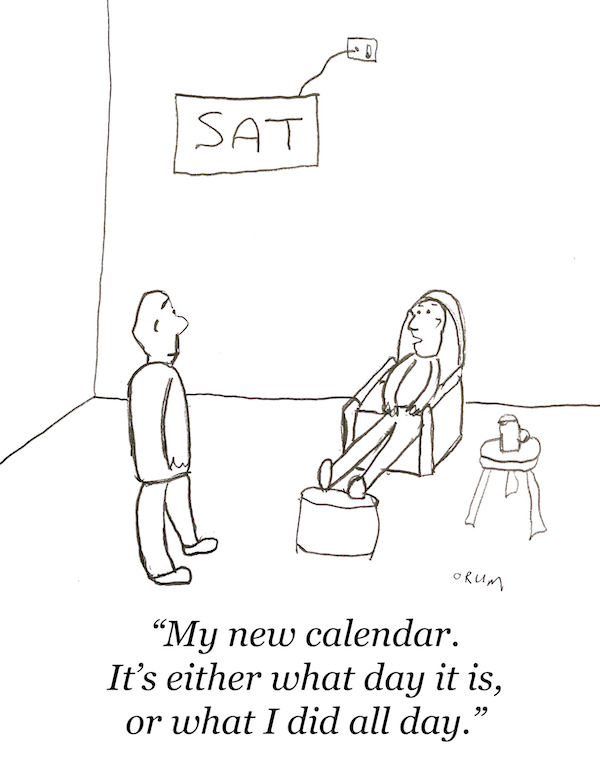 SAT
ORUM
“My new calendar.
It’s either what day it is,
or what I did all day.”